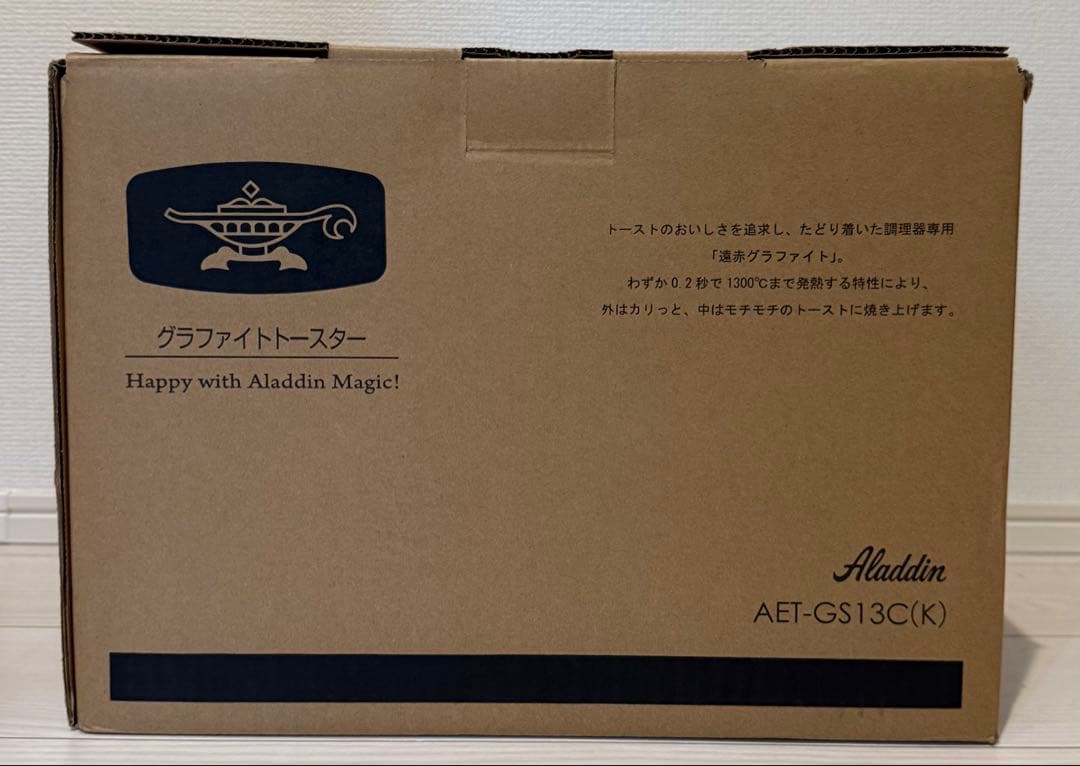 グラファイトトースター
Happy with Aladdin Magic!
トーストのおいしさを追求し、たどり着いた調理器専用
「遠赤グラファイト」。
わずか0.2秒で1300℃まで発熱する特性により、
外はカリっと、中はモチモチのトーストに焼き上げます。
Aladdin
AET-GS13C(K)